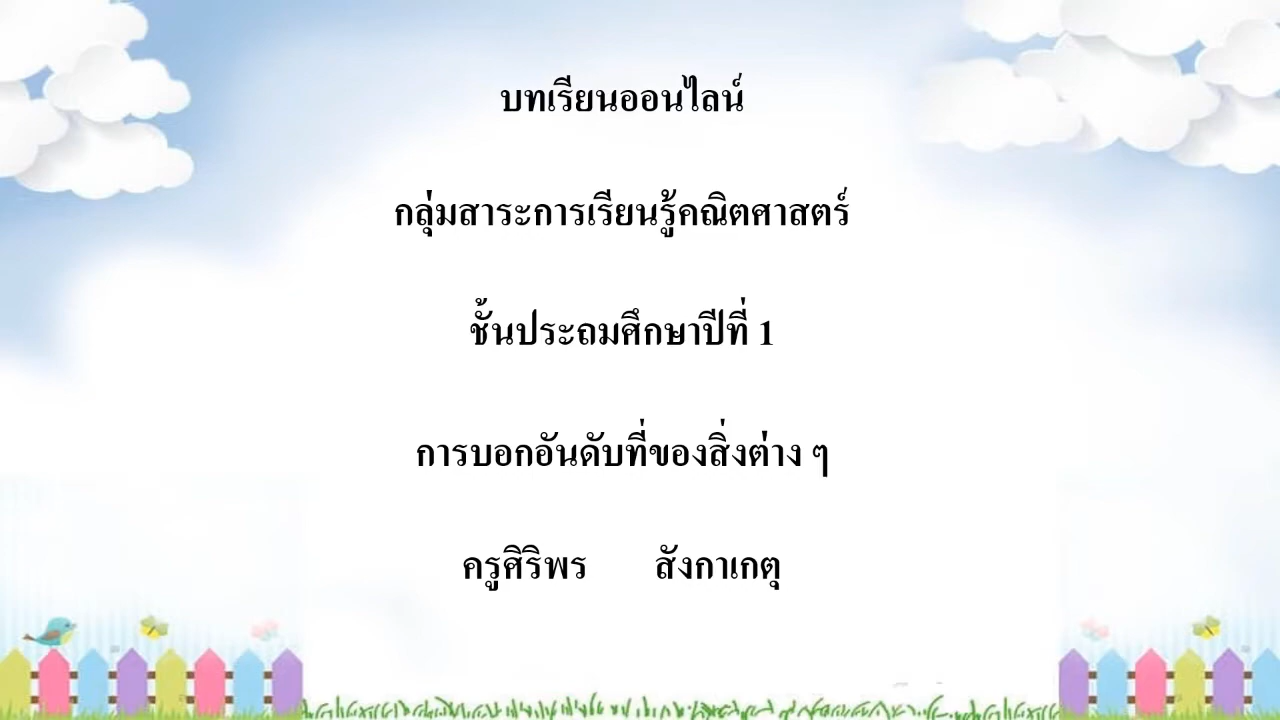 บทเรียนออนไลน์
กลุ่มสาระการเรียนรู้คณิตศาสตร์
ชั้นประถมศึกษาปีที่ 1
การบอกอันดับที่ของสิ่งต่าง ๆ
ครูศิริพร สังกาเกตุ